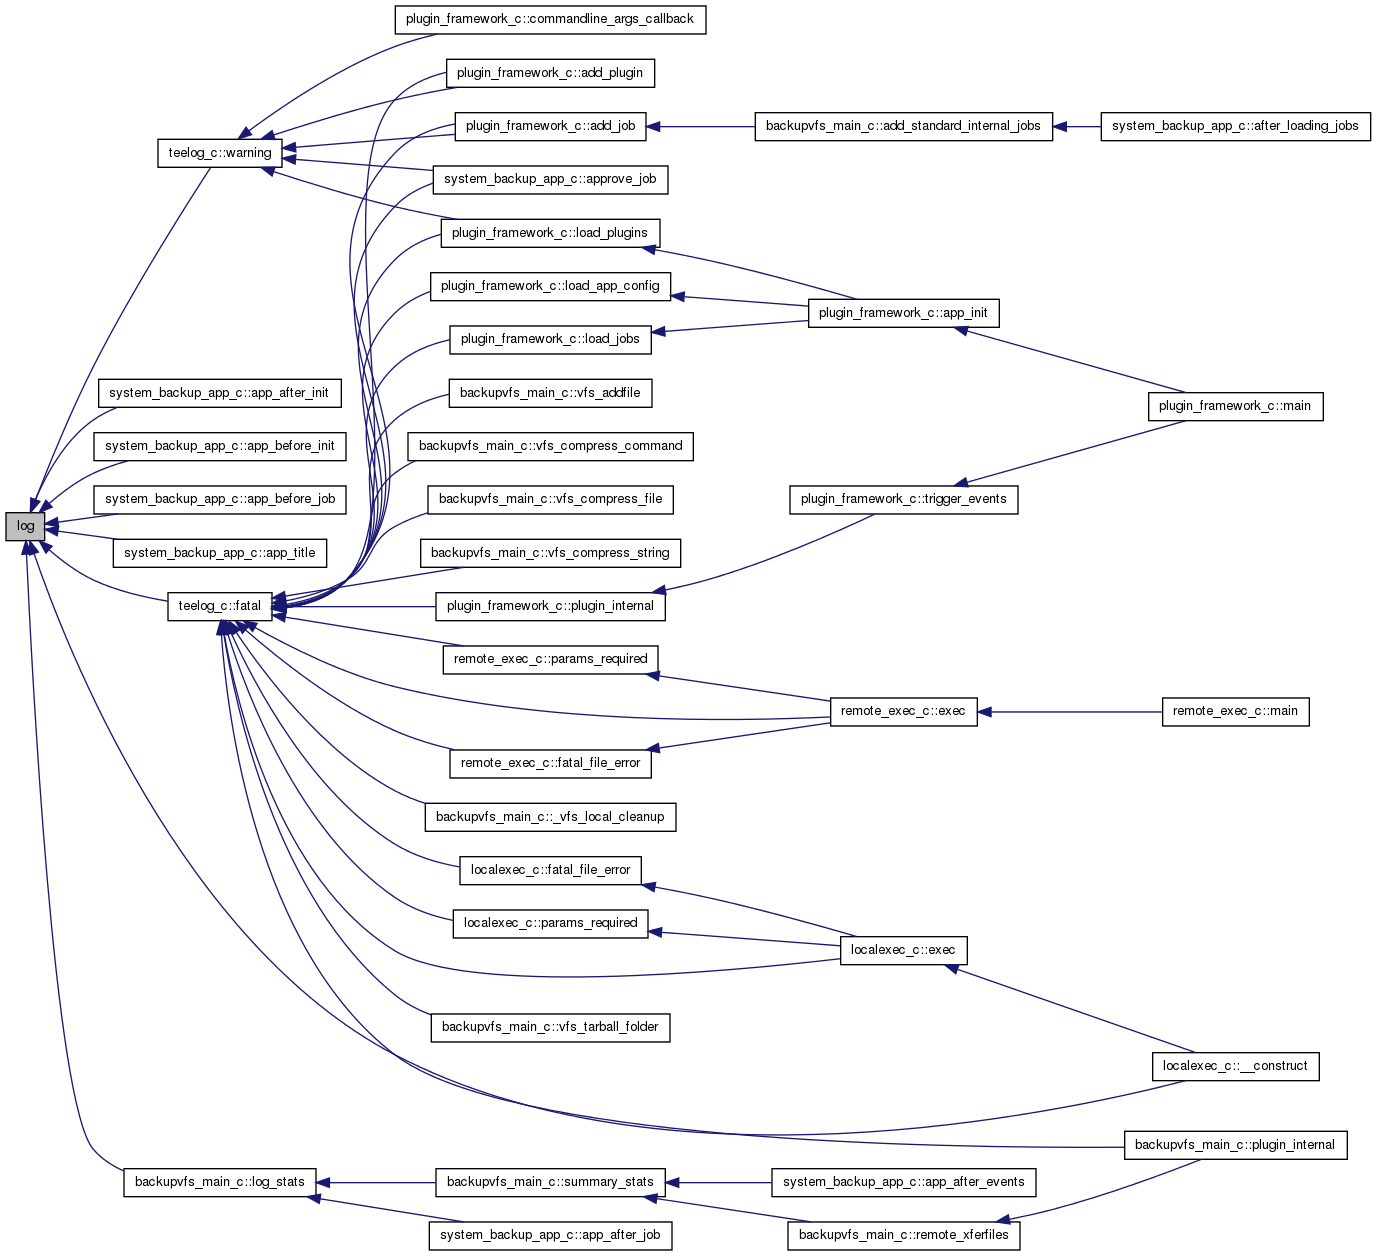 plugin_framework_c::commandline_args_callback
plugin_framework_c::add_plugin
plugin_framework_c::add_job
backupvfs_main_c::add_standard_internal_jobs
system_backup_app_c::after_loading_jobs
teelog_c::warning
system_backup_app_c::approve_job
plugin_framework_c::load_plugins
plugin_framework_c::load_app_config
plugin_framework_c::app_init
plugin_framework_c::load_jobs
system_backup_app_c::app_after_init
backupvfs_main_c::vfs_addfile
plugin_framework_c::main
system_backup_app_c::app_before_init
backupvfs_main_c::vfs_compress_command
system_backup_app_c::app_before_job
backupvfs_main_c::vfs_compress_file
plugin_framework_c::trigger_events
log
system_backup_app_c::app_title
backupvfs_main_c::vfs_compress_string
teelog_c::fatal
plugin_framework_c::plugin_internal
remote_exec_c::params_required
remote_exec_c::exec
remote_exec_c::main
remote_exec_c::fatal_file_error
backupvfs_main_c::_vfs_local_cleanup
localexec_c::fatal_file_error
localexec_c::params_required
localexec_c::exec
backupvfs_main_c::vfs_tarball_folder
localexec_c::__construct
backupvfs_main_c::plugin_internal
backupvfs_main_c::log_stats
backupvfs_main_c::summary_stats
system_backup_app_c::app_after_events
system_backup_app_c::app_after_job
backupvfs_main_c::remote_xferfiles